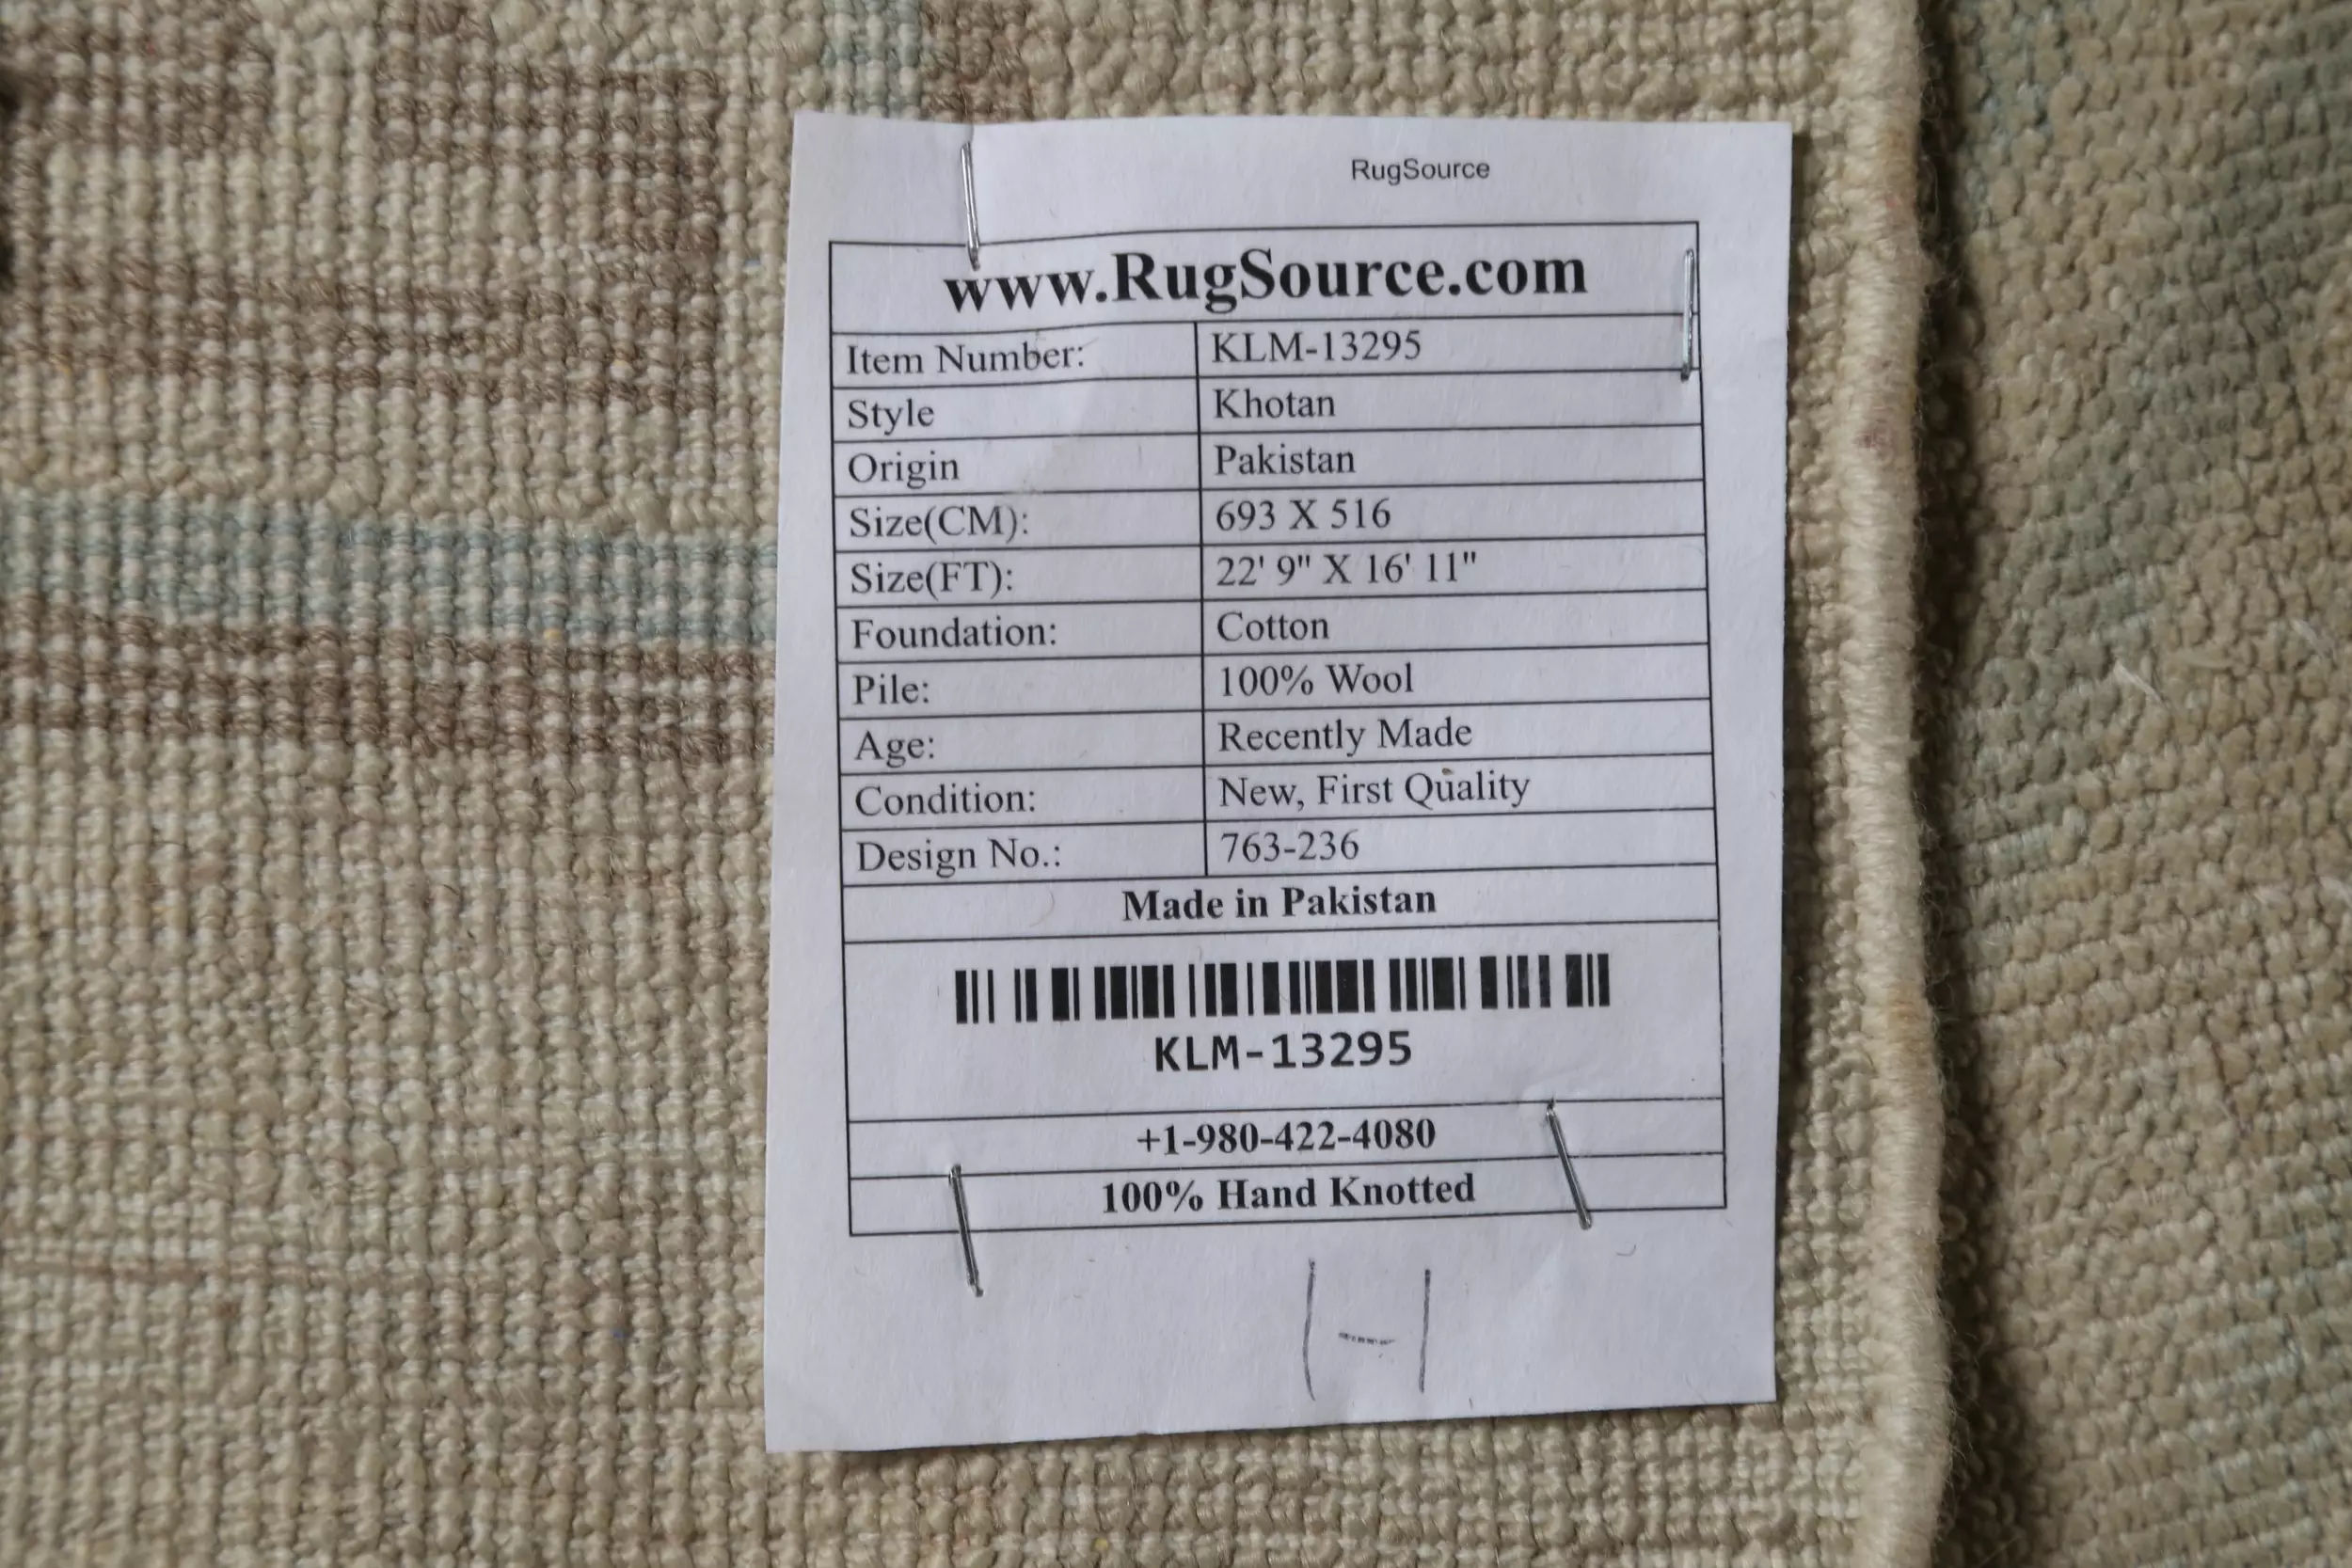 RugSource
www.RugSource.com
Item Number: KLM-13295
Style Khotan
Origin Pakistan
Size(CM): 693 X 516
Size(FT): 22' 9" X 16' 11"
Foundation: Cotton
Pile: 100% Wool
Age: Recently Made
Condition: New, First Quality
Design No.: 763-236
Made in Pakistan
KLM-13295
+1-980-422-4080
100% Hand Knotted
1-1